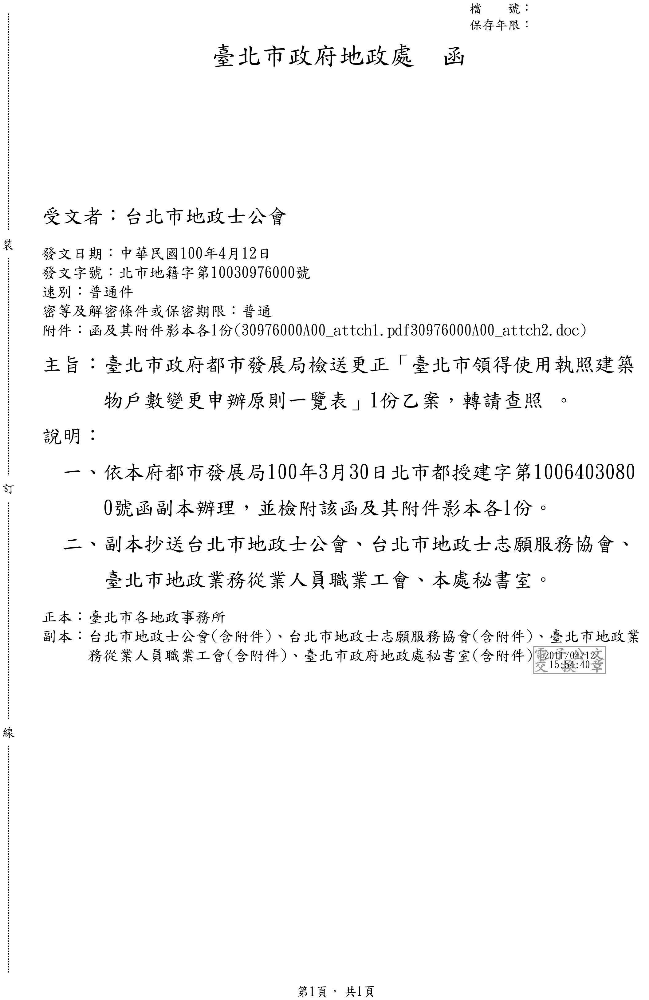 檔　　號：
保存年限：
臺北市政府地政處　函
受文者：台北市地政士公會
發文日期：中華民國100年4月12日
發文字號：北市地籍字第10030976000號
速別：普通件
密等及解密條件或保密期限：普通
附件：函及其附件影本各1份(30976000A00_attch1.pdf30976000A00_attch2.doc)
主旨：臺北市政府都市發展局檢送更正「臺北市領得使用執照建築
物戶數變更申辦原則一覽表」1份乙案，轉請查照 。
說明：
一、依本府都市發展局100年3月30日北市都授建字第1006403080
0號函副本辦理，並檢附該函及其附件影本各1份。
二、副本抄送台北市地政士公會、台北市地政士志願服務協會、
臺北市地政業務從業人員職業工會、本處秘書室。
正本：臺北市各地政事務所
副本：台北市地政士公會(含附件)、台北市地政士志願服務協會(含附件)、臺北市地政業
務從業人員職業工會(含附件)、臺北市政府地政處秘書室(含附件)
電子公文
交換章
2011/04/12
15:54:40
裝
訂
線
第1頁， 共1頁